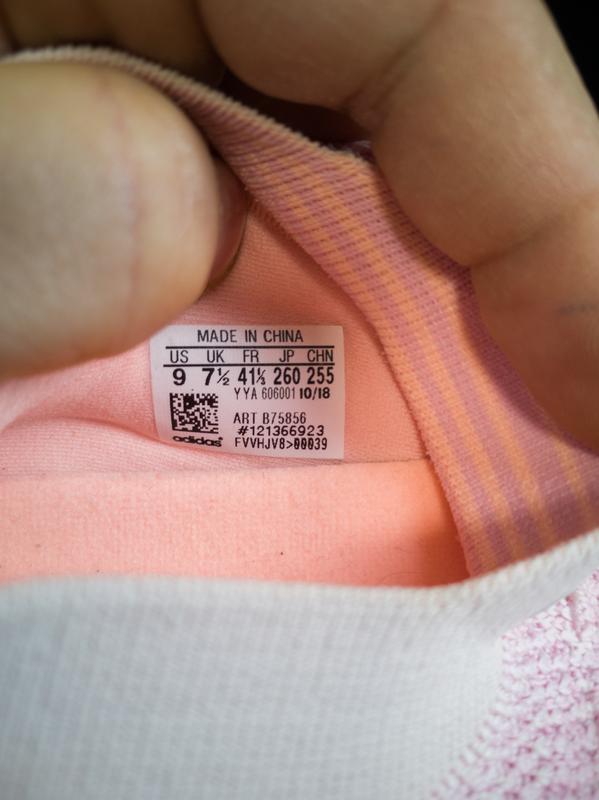 MADE IN CHINA
US UK FR JP CHN
9 7½ 41⅓ 260 255
YYA 606001 10/18
ART B75856
#121366923
adidas FVVHJV8>00039